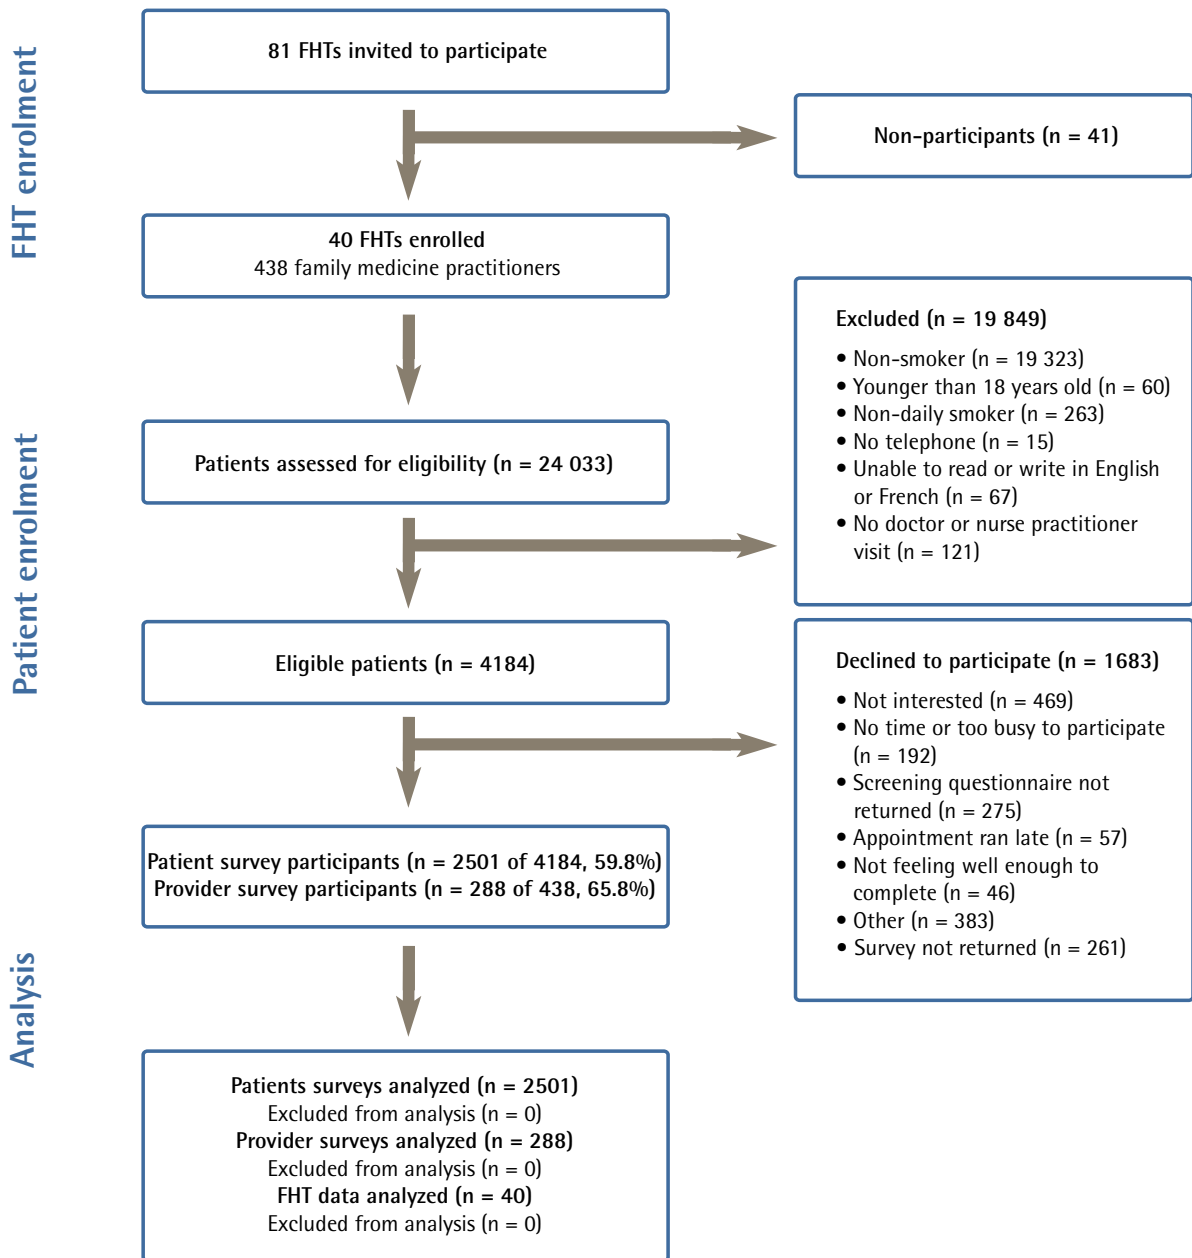 FHT enrolment
81 FHTs invited to participate
Non-participants (n = 41)
40 FHTs enrolled
438 family medicine practitioners
Patient enrolment
Excluded (n = 19 849)
• Non-smoker (n = 19 323)
• Younger than 18 years old (n = 60)
• Non-daily smoker (n = 263)
• No telephone (n = 15)
• Unable to read or write in English
or French (n = 67)
• No doctor or nurse practitioner
visit (n = 121)
Patients assessed for eligibility (n = 24 033)
Eligible patients (n = 4184)
Declined to participate (n = 1683)
• Not interested (n = 469)
• No time or too busy to participate
(n = 192)
• Screening questionnaire not
returned (n = 275)
• Appointment ran late (n = 57)
• Not feeling well enough to
complete (n = 46)
• Other (n = 383)
• Survey not returned (n = 261)
Patient survey participants (n = 2501 of 4184, 59.8%)
Provider survey participants (n = 288 of 438, 65.8%)
Analysis
Patients surveys analyzed (n = 2501)
Excluded from analysis (n = 0)
Provider surveys analyzed (n = 288)
Excluded from analysis (n = 0)
FHT data analyzed (n = 40)
Excluded from analysis (n = 0)